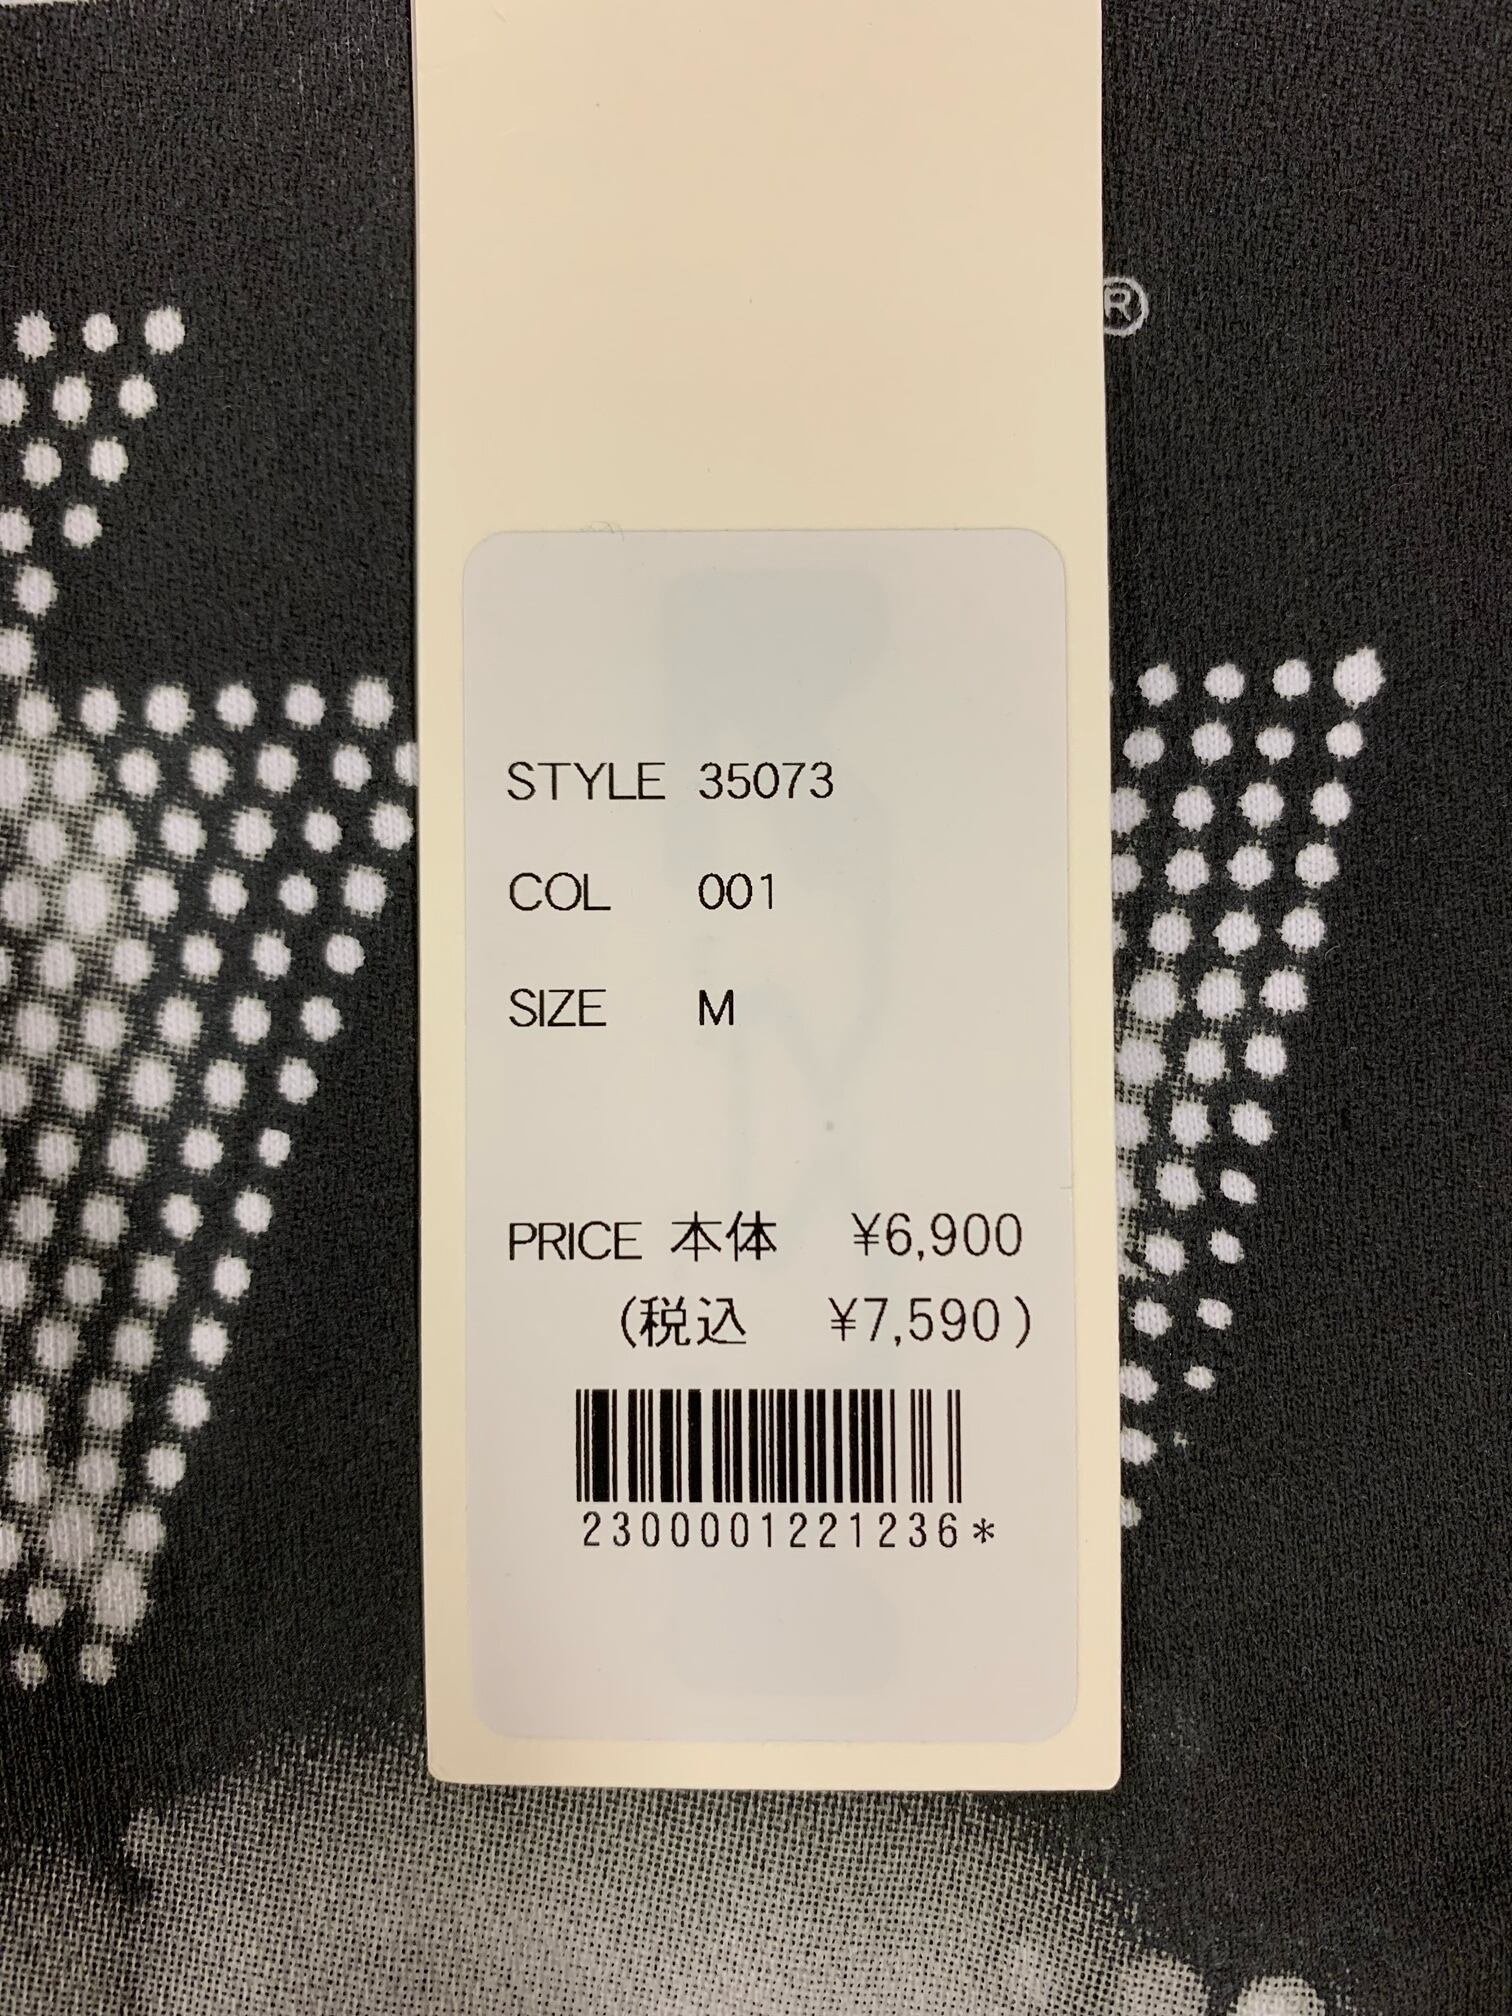 ®
STYLE 35073
COL 001
SIZE M
PRICE 本体 ¥6,900
(税込 ¥7,590)
2300001221236*